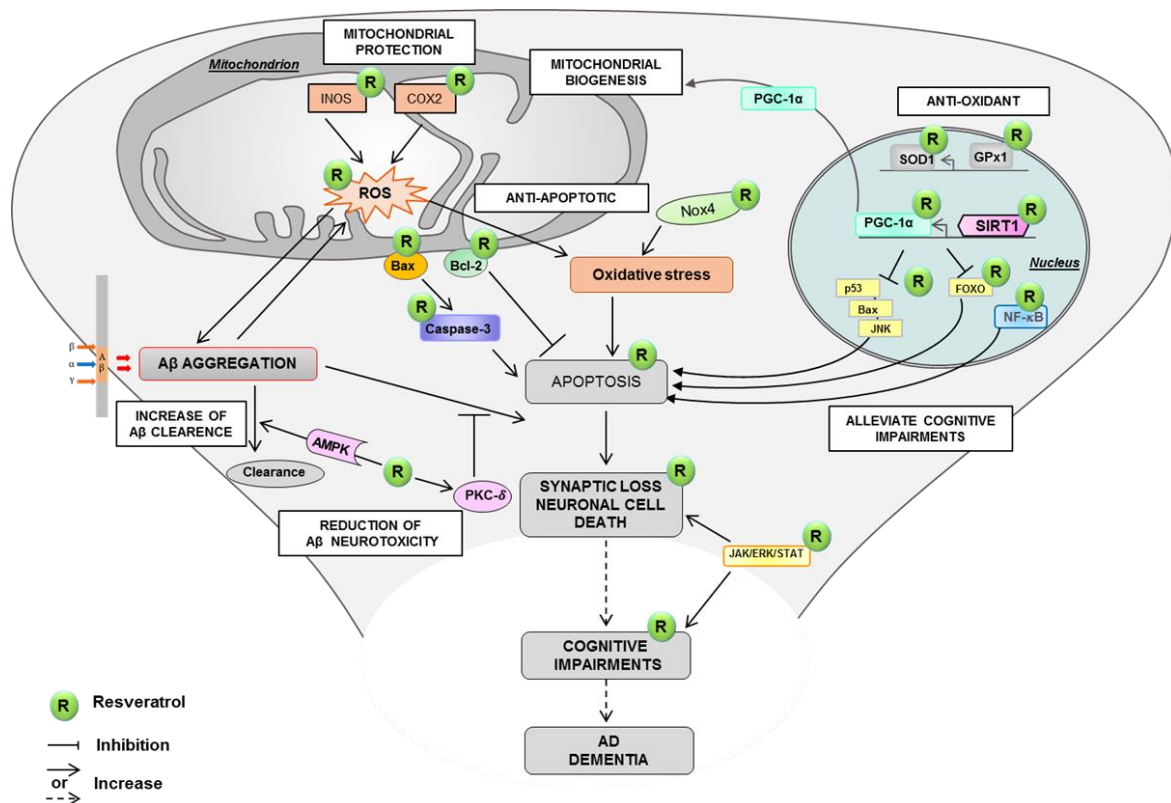 MITOCHONDRIAL
PROTECTION
Mitochondrion
R
R
INOS
COX2
MITOCHONDRIAL
BIOGENESIS
PGC-1α
ANTI-OXIDANT
R
R
SOD1
GPx1
R
ROS
ANTI-APOPTOTIC
Nox4
R
R
R
PGC-1α
SIRT1
Nucleus
R
R
Bax
Bcl-2
Oxidative stress
p53
Bax
JNK
R
FOXO
R
R
NF-κB
R
Caspase-3
β
α
γ
A
β
Aβ AGGREGATION
R
APOPTOSIS
INCREASE OF
Aβ CLEARENCE
ALLEVIATE COGNITIVE
IMPAIRMENTS
AMPK
Clearance
R
PKC-δ
R
SYNAPTIC LOSS
NEURONAL CELL
DEATH
REDUCTION OF
Aβ NEUROTOXICITY
R
JAK/ERK/STAT
R
COGNITIVE
IMPAIRMENTS
R Resveratrol
Inhibition
or Increase
AD
DEMENTIA